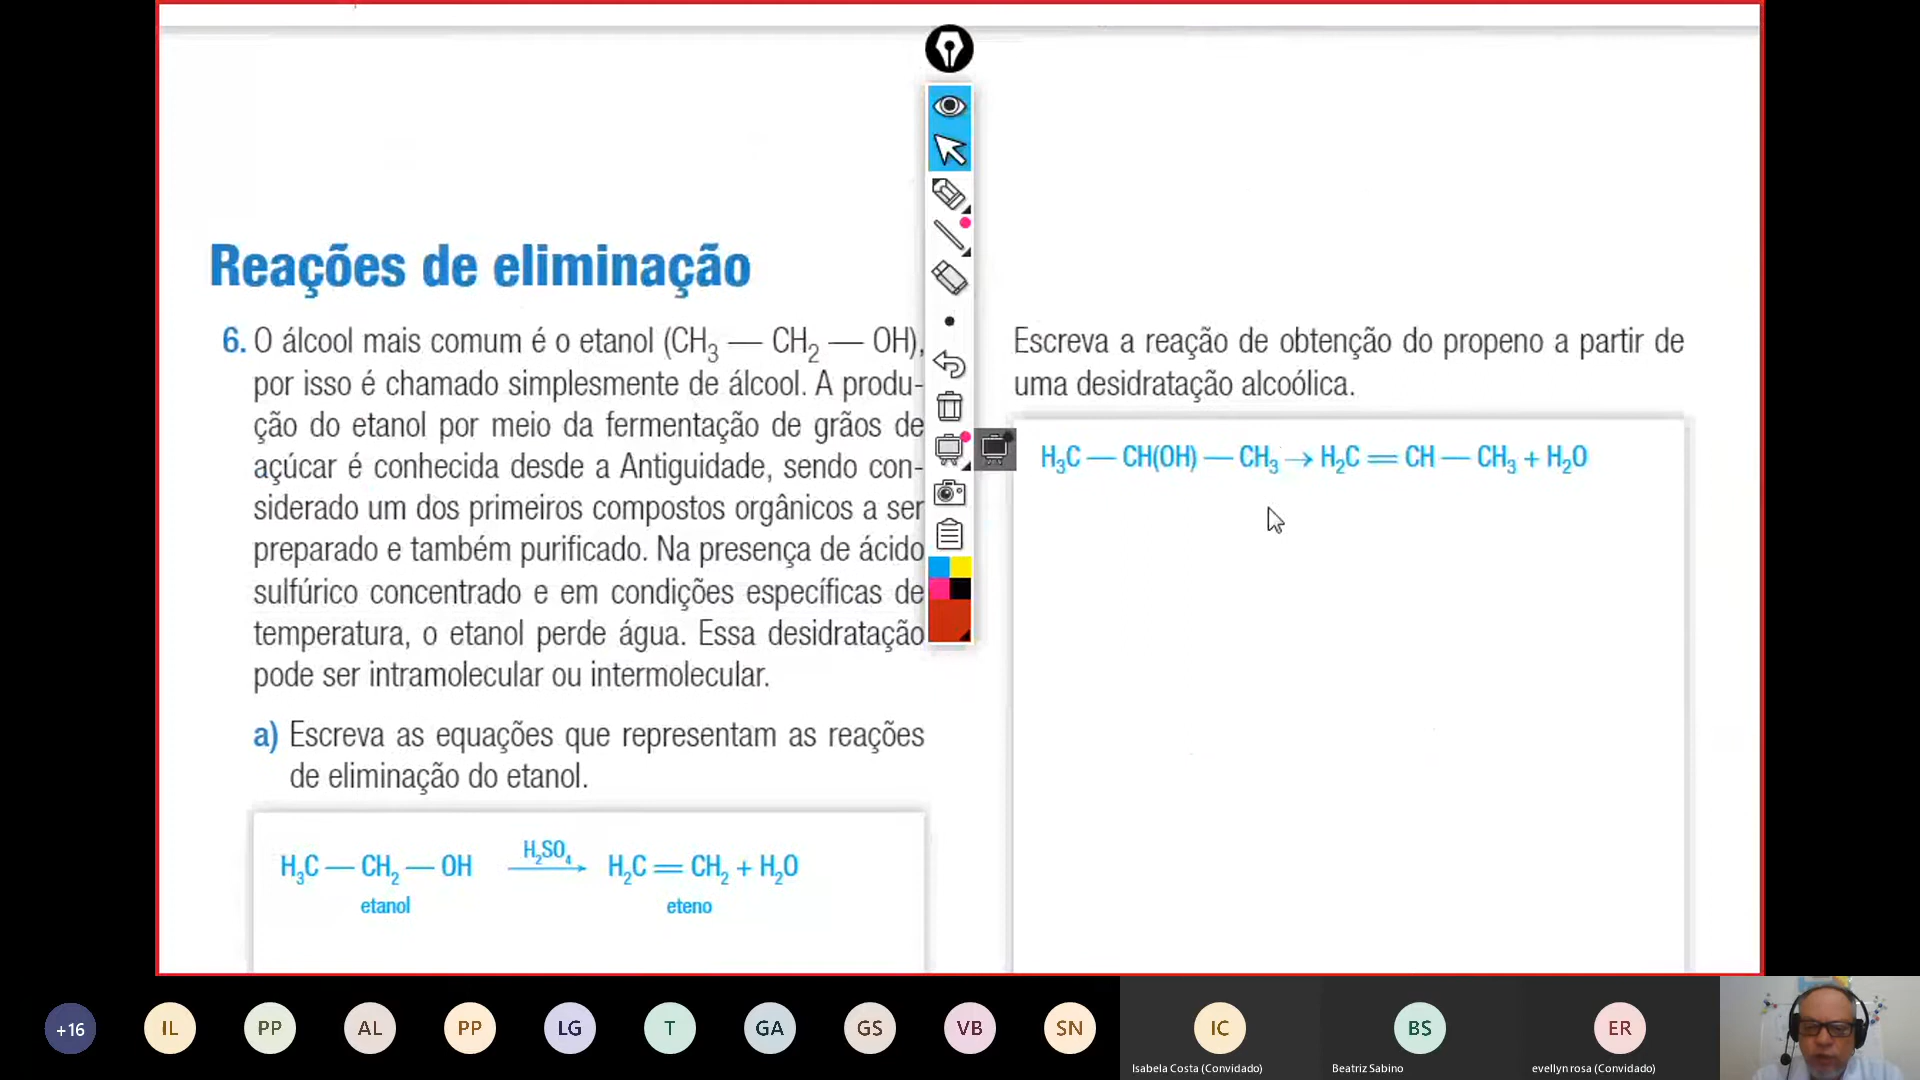 Reações de eliminação
6. O álcool mais comum é o etanol (CH₃ — CH₂ — OH),
por isso é chamado simplesmente de álcool. A produ-
ção do etanol por meio da fermentação de grãos de
açúcar é conhecida desde a Antiguidade, sendo con-
siderado um dos primeiros compostos orgânicos a ser
preparado e também purificado. Na presença de ácido
sulfúrico concentrado e em condições específicas de
temperatura, o etanol perde água. Essa desidratação
pode ser intramolecular ou intermolecular.
a) Escreva as equações que representam as reações
de eliminação do etanol.
H₂SO₄
H₃C — CH₂ — OH → H₂C = CH₂ + H₂O
etanol eteno
Escreva a reação de obtenção do propeno a partir de
uma desidratação alcoólica.
H₃C — CH(OH) — CH₃ → H₂C = CH — CH₃ + H₂O
+16 IL PP AL PP LG T GA GS VB SN IC BS ER
Isabela Costa (Convidado) Beatriz Sabino evellyn rosa (Convidado)